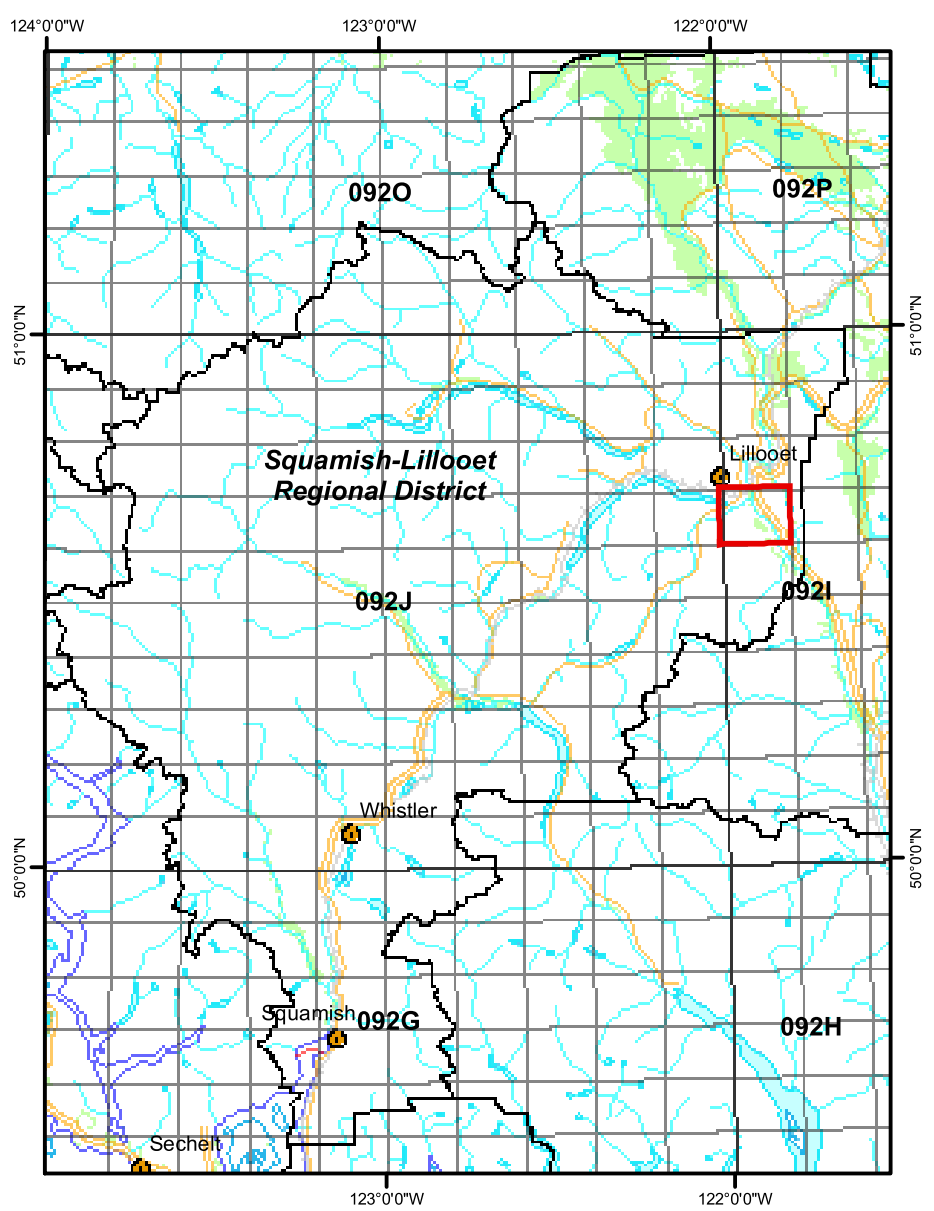 124°0'0"W
123°0'0"W
122°0'0"W
092O
092P
51°0'0"N
51°0'0"N
Lillooet
Squamish-Lillooet
Regional District
092J
092I
Whistler
50°0'0"N
50°0'0"N
Squamish
092G
092H
Sechelt
123°0'0"W
122°0'0"W